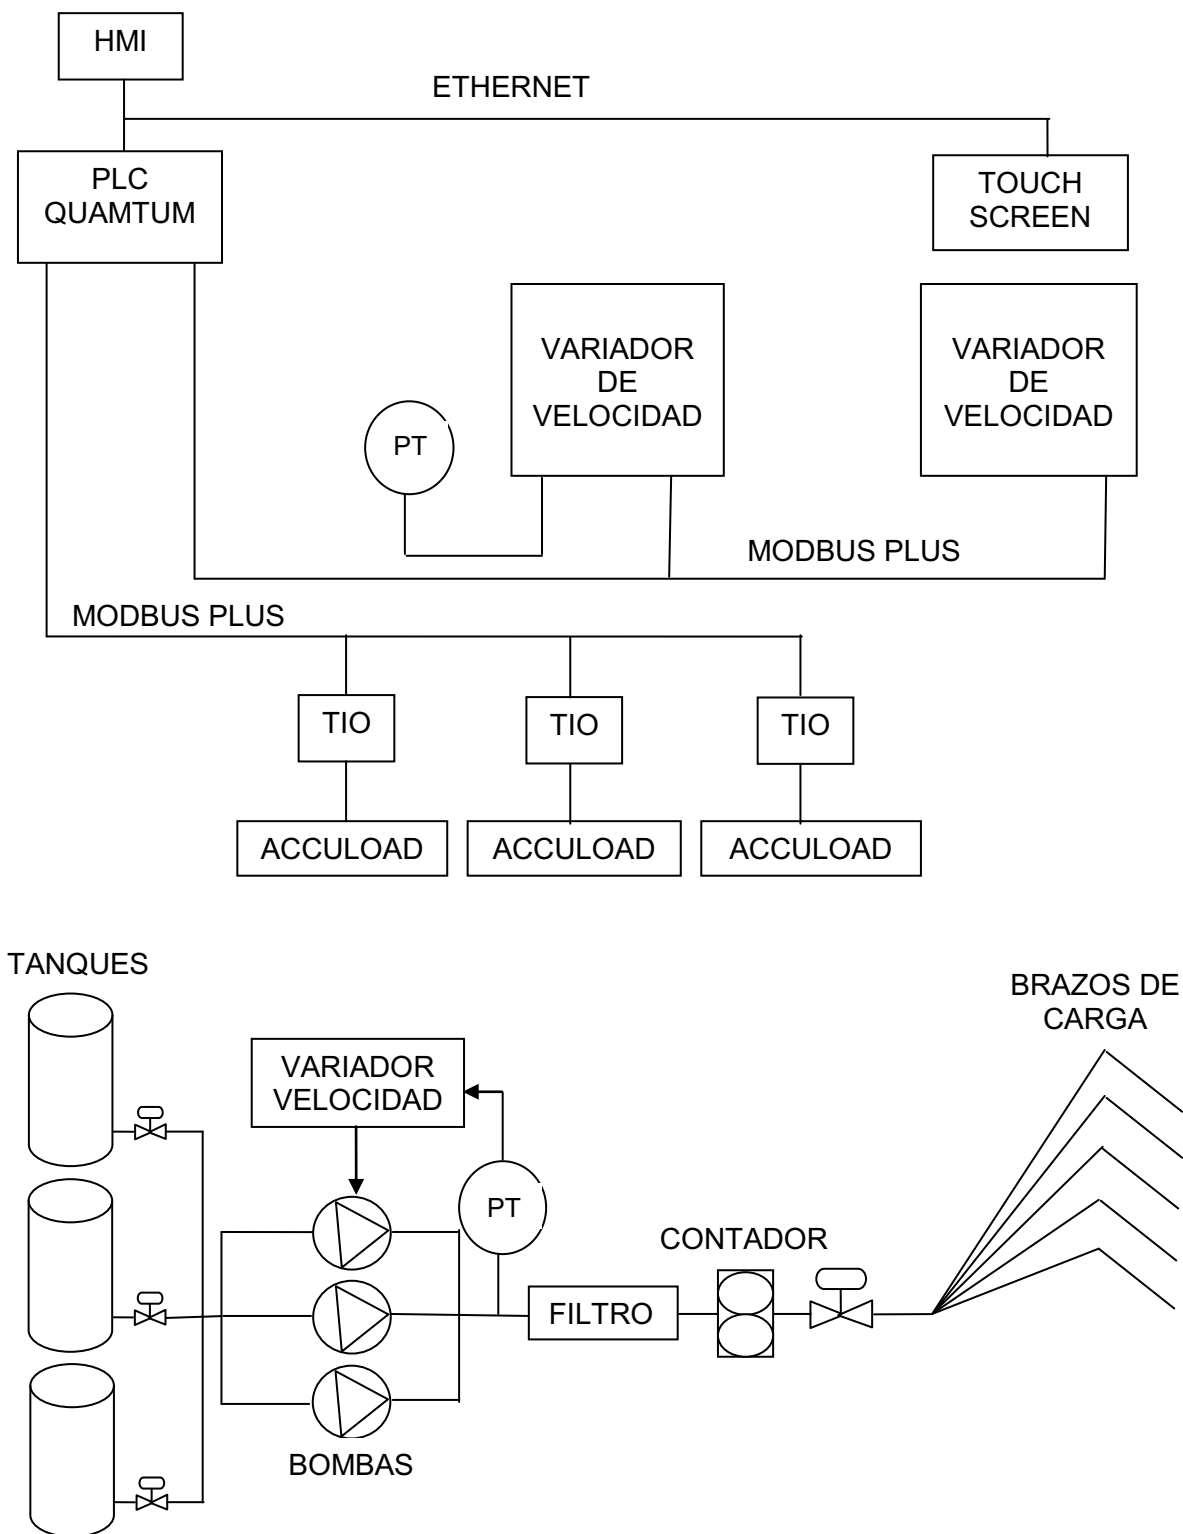 HMI
ETHERNET
PLC
QUAMTUM
TOUCH
SCREEN
VARIADOR
DE
VELOCIDAD
VARIADOR
DE
VELOCIDAD
PT
MODBUS PLUS
MODBUS PLUS
TIO
TIO
TIO
ACCULOAD
ACCULOAD
ACCULOAD
TANQUES
BRAZOS DE
CARGA
VARIADOR
VELOCIDAD
PT
CONTADOR
FILTRO
BOMBAS